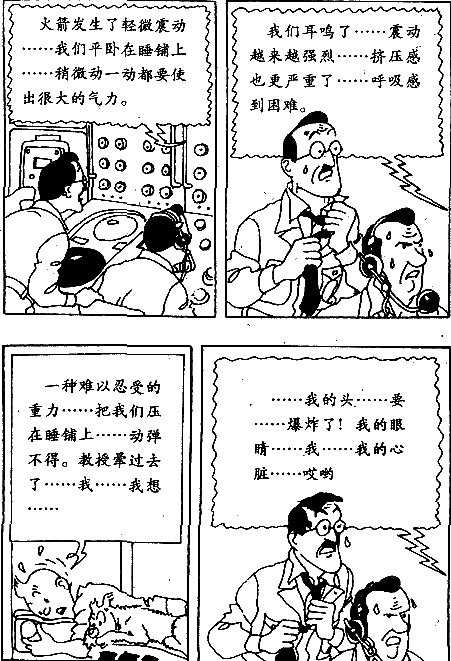 火箭发生了轻微震动
……我们平卧在睡铺上
……稍微动一动都要使
出很大的气力。
我们耳鸣了……震动
越来越强烈……挤压感
也更严重了……呼吸感
到困难。
一种难以忍受的
重力……把我们压
在睡铺上……动弹
不得。教授晕过去
了……我……我想
……
……我的头……要
……爆炸了！我的眼
睛……我……我的心
脏……哎哟